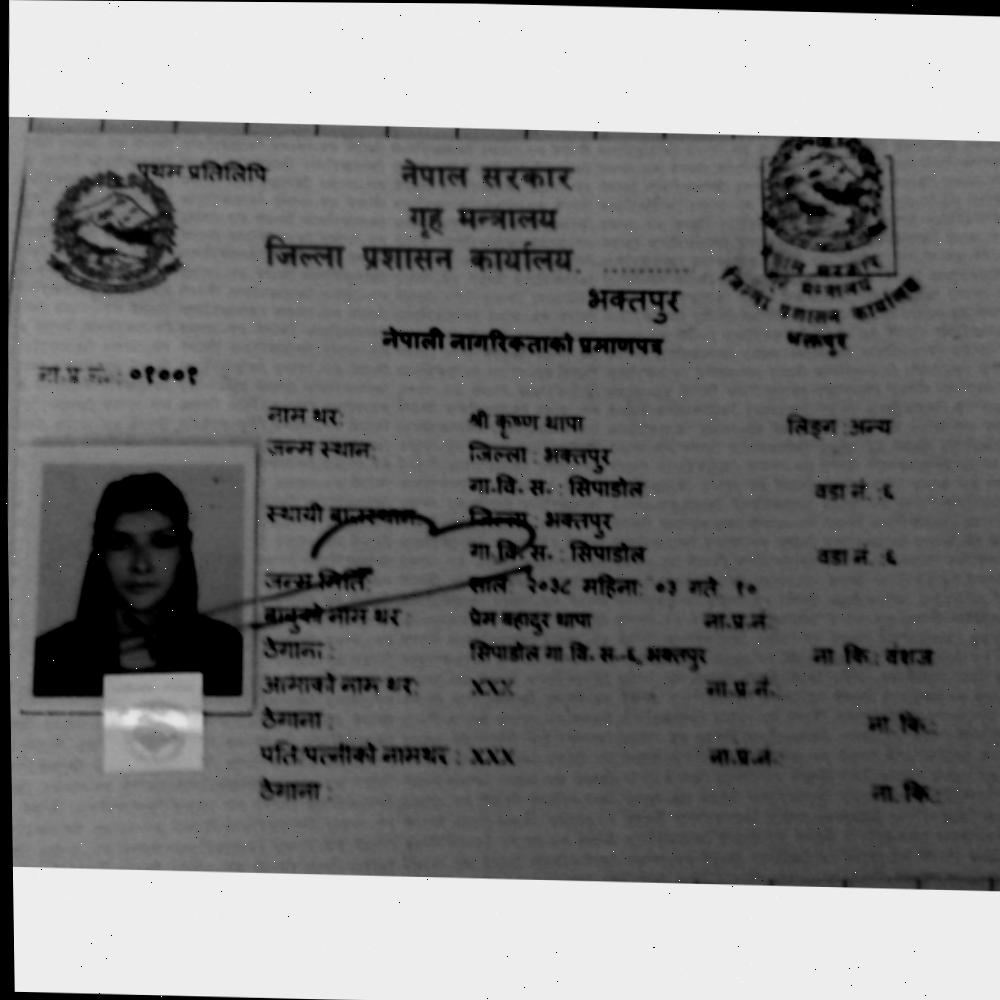 प्रथम प्रतिलिपि
नेपाल सरकार
गृह मन्त्रालय
जिल्ला प्रशासन कार्यालय, ..........
भक्तपुर
नेपाल सरकार
गृह मन्त्रालय
जिल्ला प्रशासन कार्यालय
भक्तपुर
नेपाली नागरिकताको प्रमाणपत्र
ना.प्र.नं. : ०१००१
नाम थर: श्री कृष्ण थापा लिङ्ग : अन्य
जन्म स्थान: जिल्ला : भक्तपुर
गा.वि. स. : सिपाडोल वडा नं. : ६
स्थायी बासस्थान: जिल्ला : भक्तपुर
गा.वि.स. : सिपाडोल वडा नं. : ६
जन्म मिति: साल: २०३८ महिना: ०३ गते: १०
बाबुको नाम थर : प्रेम बहादुर थापा ना.प्र.नं.
ठेगाना : सिपाडोल गा. वि. स.-६, भक्तपुर ना. कि.: वंशज
आमाको नाम थर: XXX ना.प्र.नं.
ठेगाना : ना. कि.:
पति/पत्नीको नामथर : XXX ना.प्र.नं.
ठेगाना : ना. कि.: